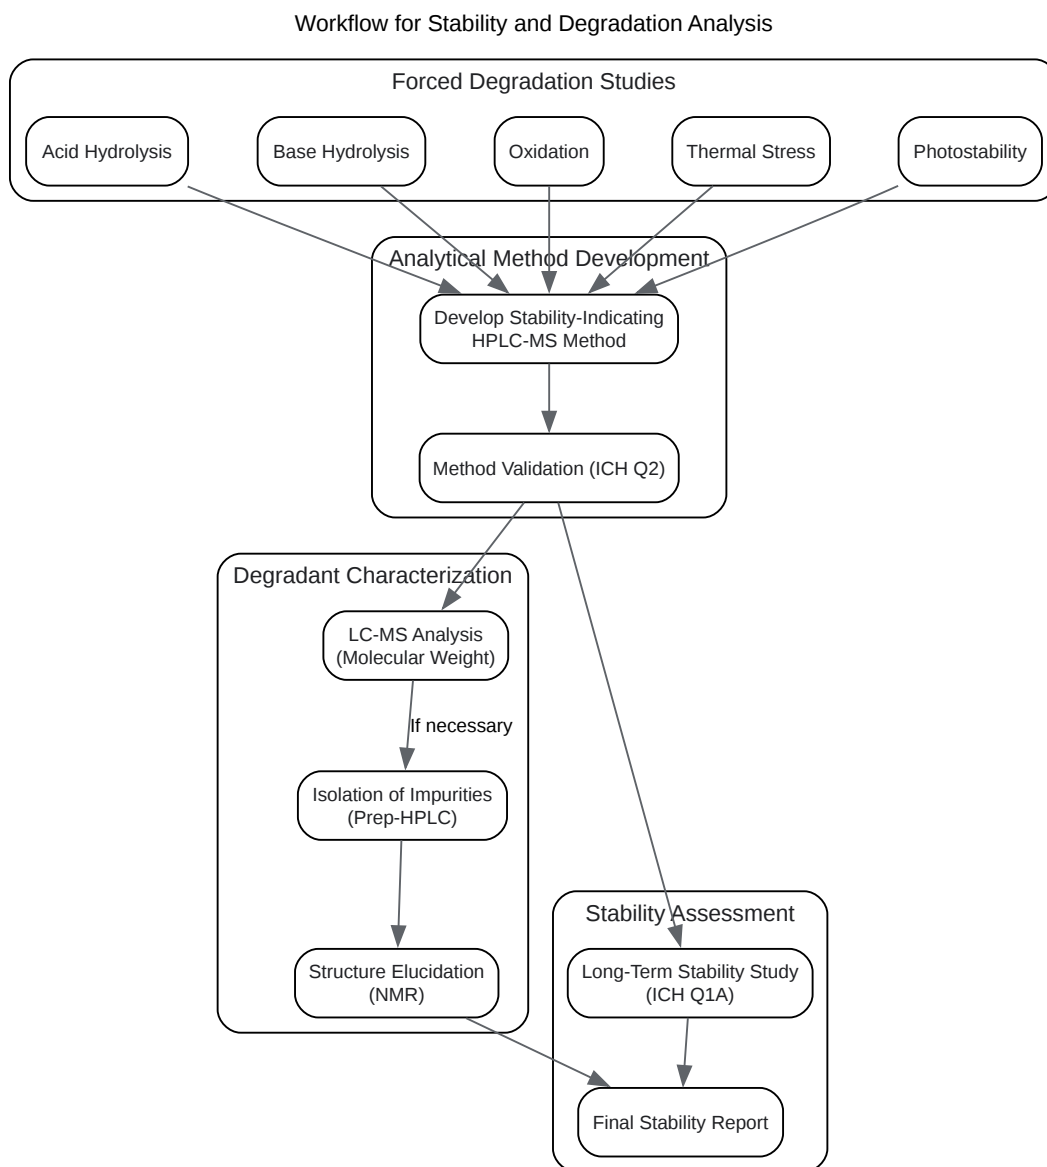 Workflow for Stability and Degradation Analysis
Forced Degradation Studies
Acid Hydrolysis
Base Hydrolysis
Oxidation
Thermal Stress
Photostability
Analytical Method Development
Develop Stability-Indicating
HPLC-MS Method
Method Validation (ICH Q2)
Degradant Characterization
LC-MS Analysis
(Molecular Weight)
If necessary
Isolation of Impurities
(Prep-HPLC)
Structure Elucidation
(NMR)
Stability Assessment
Long-Term Stability Study
(ICH Q1A)
Final Stability Report